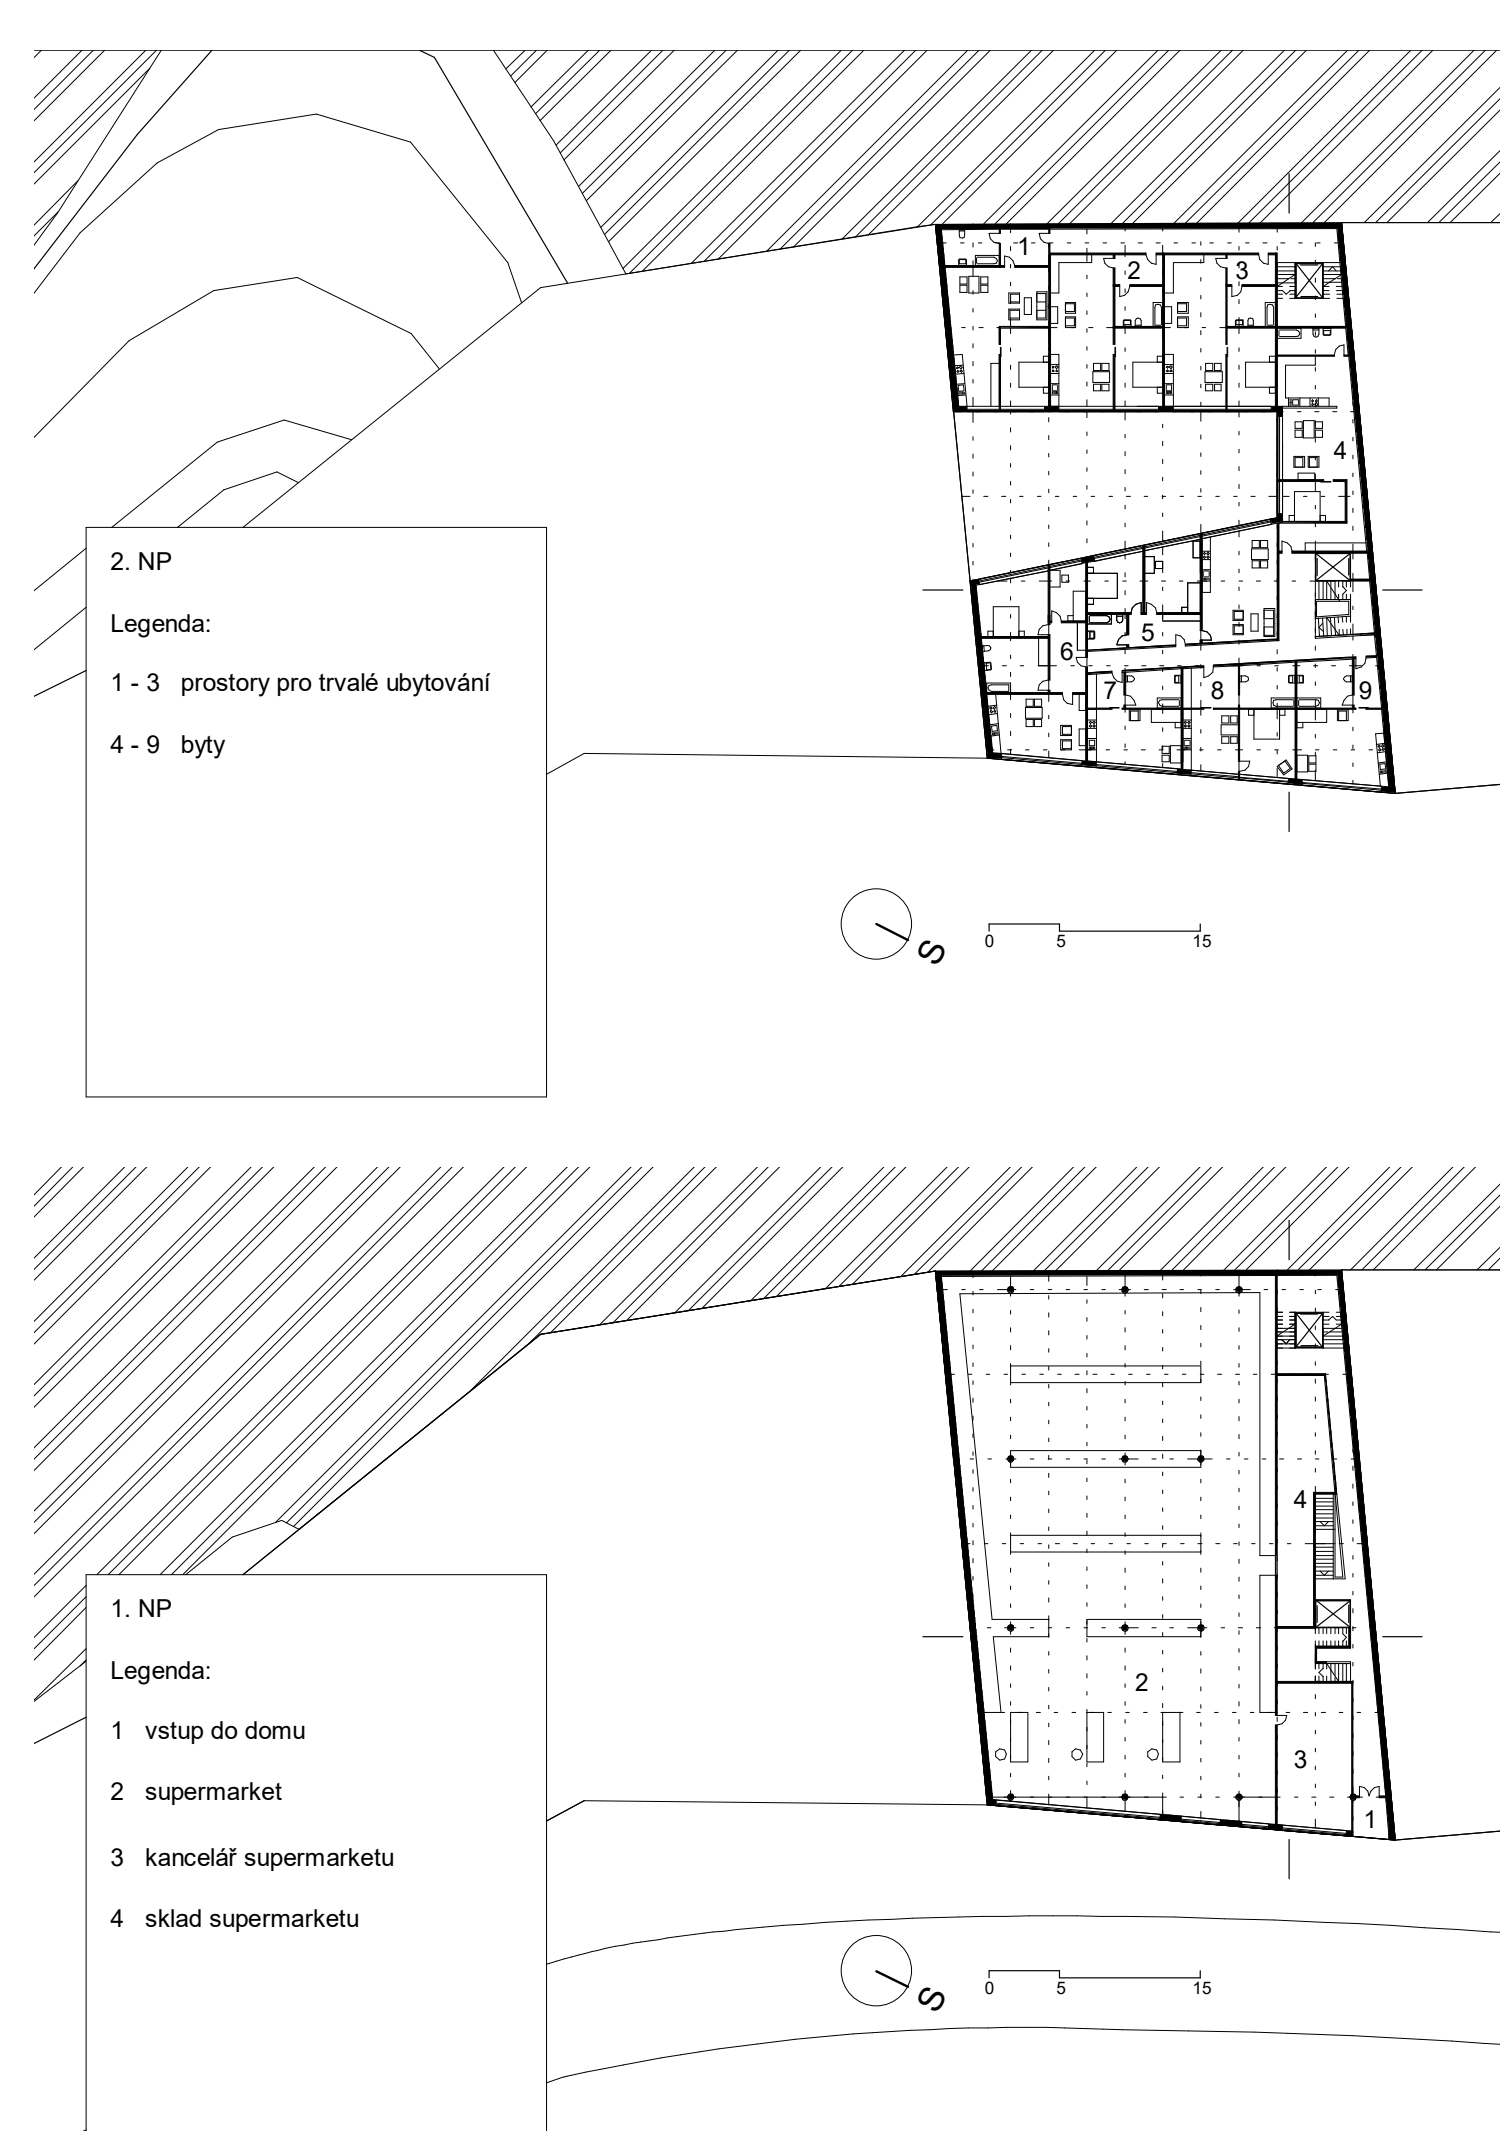 1
2
3
4
5
6
7
8
9
2. NP
Legenda:
1 - 3 prostory pro trvalé ubytování
4 - 9 byty
S
0 5 15
4
2
3
1
1. NP
Legenda:
1 vstup do domu
2 supermarket
3 kancelář supermarketu
4 sklad supermarketu
S
0 5 15